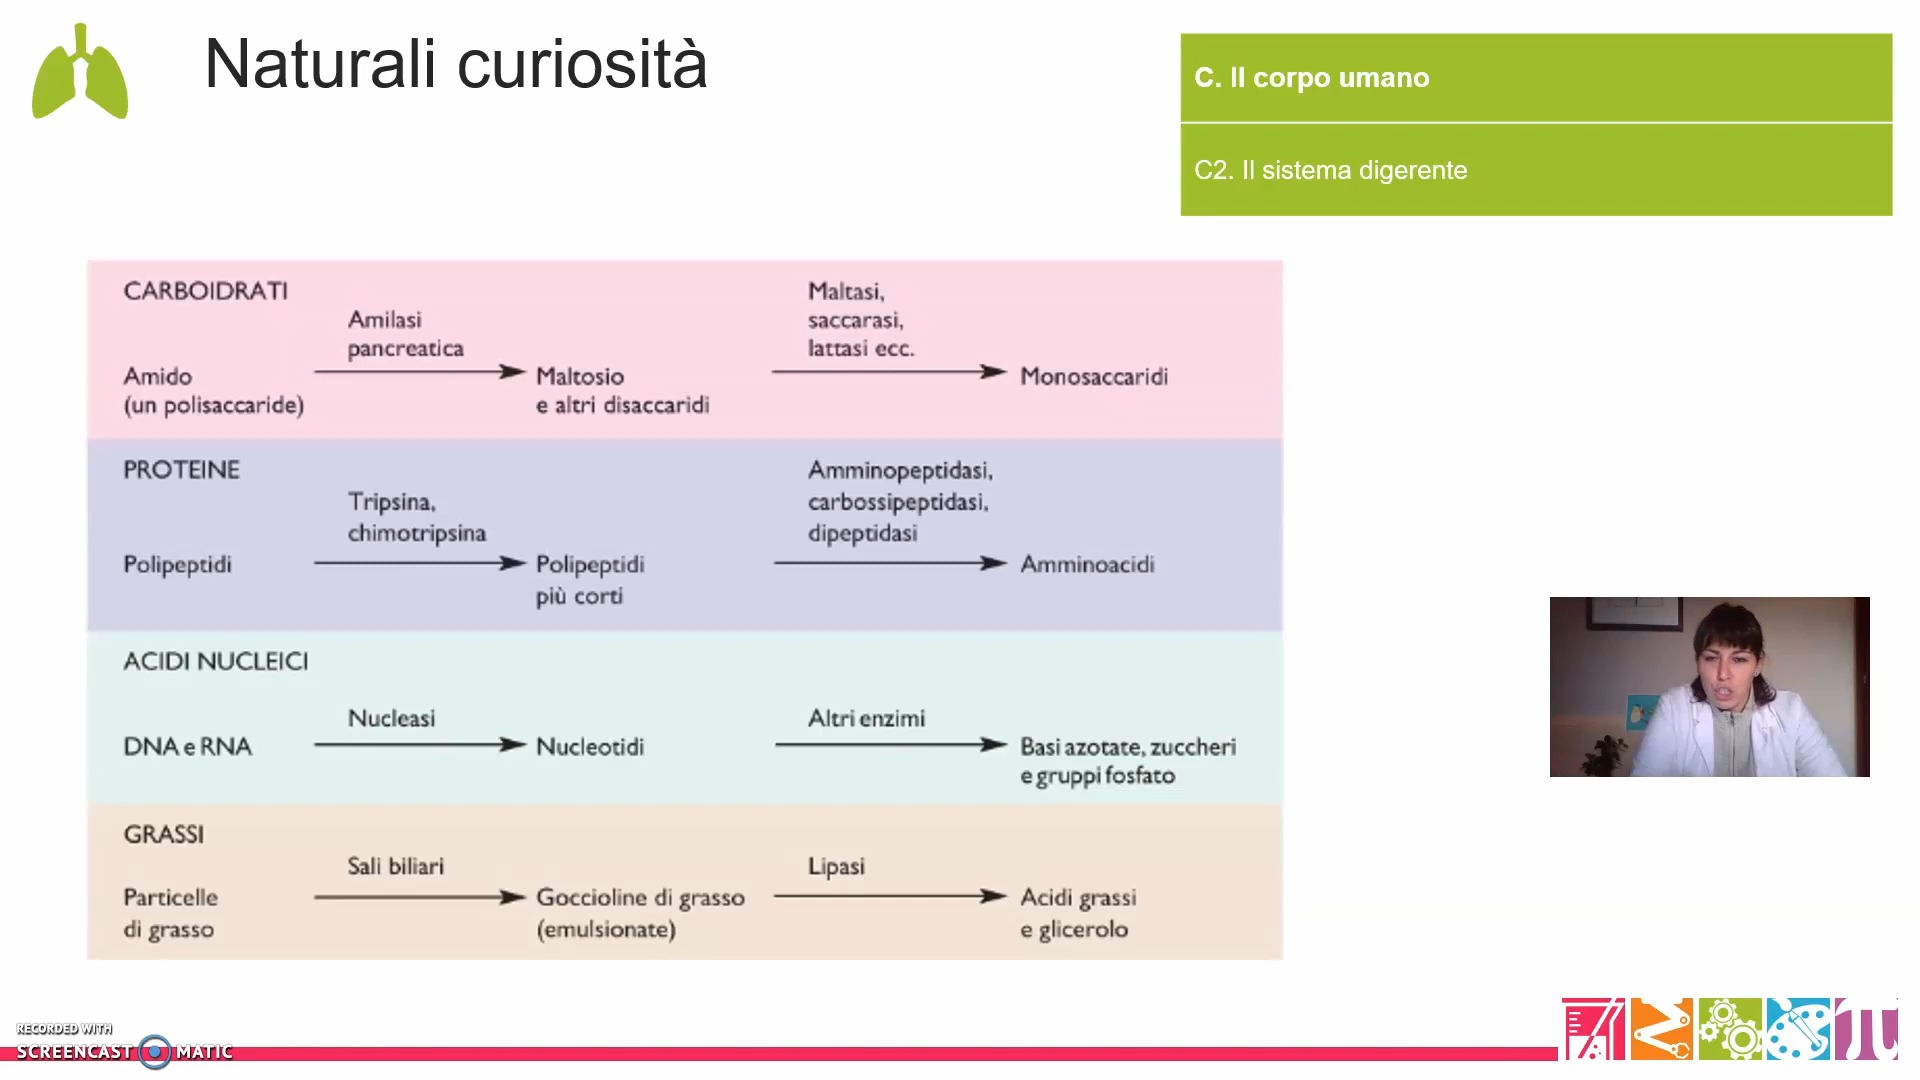 Naturali curiosità
C. Il corpo umano
C2. Il sistema digerente
CARBOIDRATI
Amilasi
pancreatica
Maltasi,
saccarasi,
lattasi ecc.
Amido
(un polisaccaride)
Maltosio
e altri disaccaridi
Monosaccaridi
PROTEINE
Tripsina,
chimotripsina
Amminopeptidasi,
carbossipeptidasi,
dipeptidasi
Polipeptidi
Polipeptidi
più corti
Amminoacidi
ACIDI NUCLEICI
Nucleasi
Altri enzimi
DNA e RNA
Nucleotidi
Basi azotate, zuccheri
e gruppi fosfato
GRASSI
Sali biliari
Lipasi
Particelle
di grasso
Goccioline di grasso
(emulsionate)
Acidi grassi
e glicerolo
RECORDED WITH
SCREENCAST MATIC